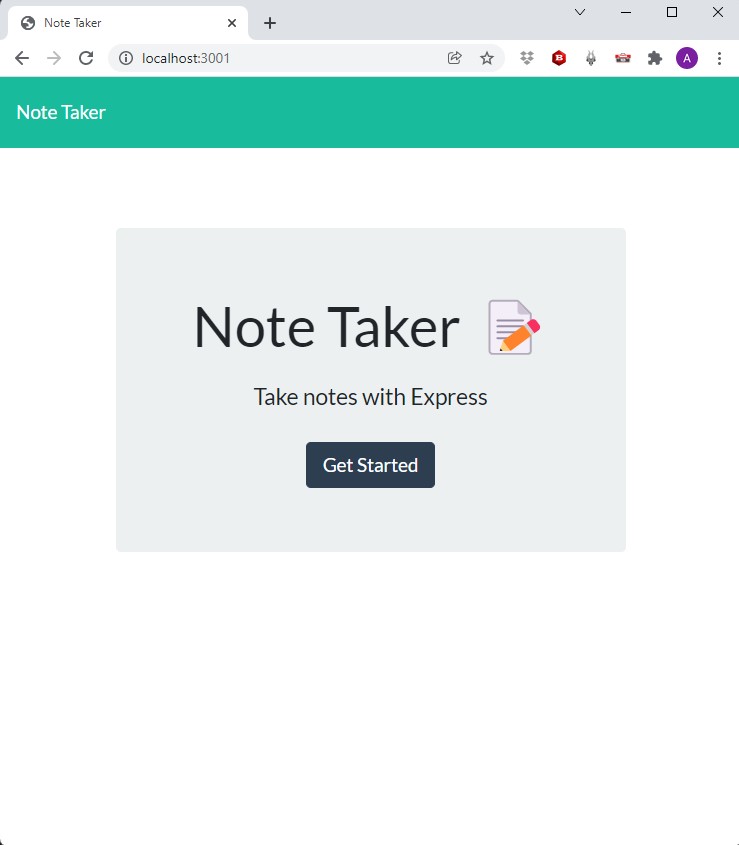 Note Taker
localhost:3001
A
Note Taker
Note Taker
Take notes with Express
Get Started